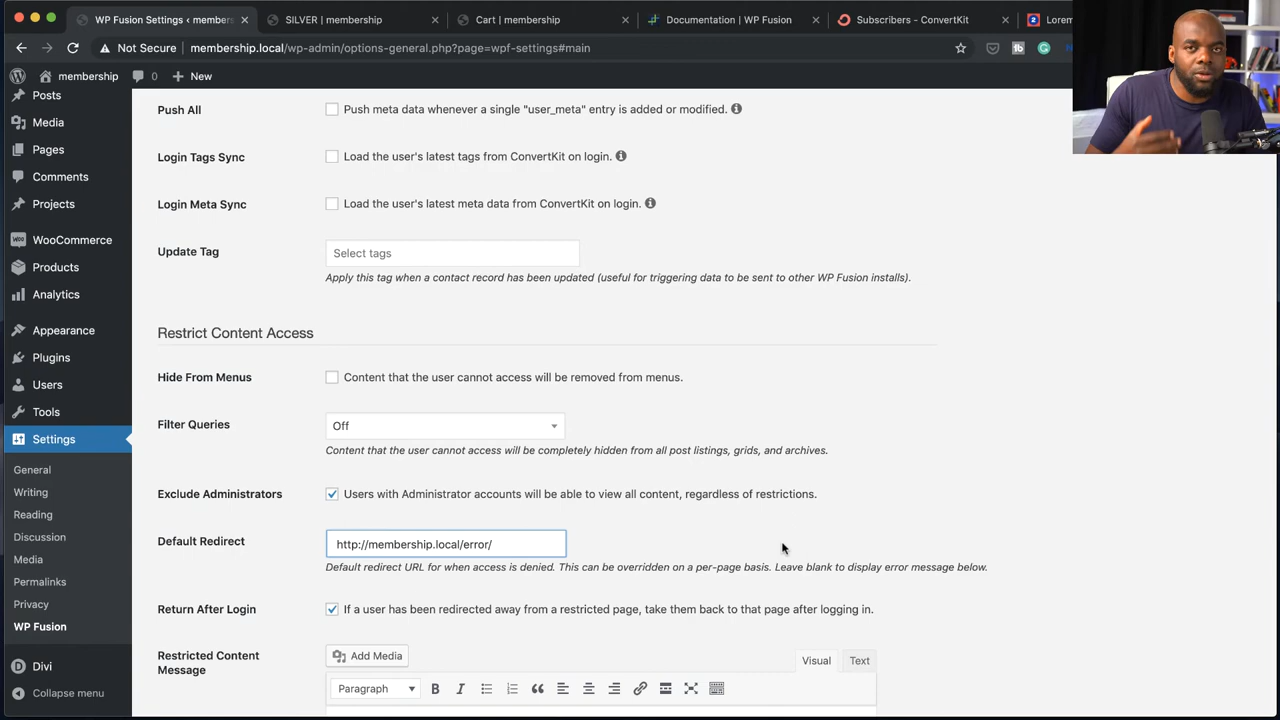 WP Fusion Settings ‹ members
SILVER | membership
Cart | membership
Documentation | WP Fusion
Subscribers - ConvertKit
Lorem
Not Secure
membership.local/wp-admin/options-general.php?page=wpf-settings#main
membership
0
New
Posts
Media
Pages
Comments
Projects
WooCommerce
Products
Analytics
Appearance
Plugins
Users
Tools
Settings
General
Writing
Reading
Discussion
Media
Permalinks
Privacy
WP Fusion
Divi
Collapse menu
Push All
Push meta data whenever a single "user_meta" entry is added or modified.
Login Tags Sync
Load the user's latest tags from ConvertKit on login.
Login Meta Sync
Load the user's latest meta data from ConvertKit on login.
Update Tag
Select tags
Apply this tag when a contact record has been updated (useful for triggering data to be sent to other WP Fusion installs).
Restrict Content Access
Hide From Menus
Content that the user cannot access will be removed from menus.
Filter Queries
Off
Content that the user cannot access will be completely hidden from all post listings, grids, and archives.
Exclude Administrators
Users with Administrator accounts will be able to view all content, regardless of restrictions.
Default Redirect
http://membership.local/error/
Default redirect URL for when access is denied. This can be overridden on a per-page basis. Leave blank to display error message below.
Return After Login
If a user has been redirected away from a restricted page, take them back to that page after logging in.
Restricted Content
Message
Add Media
Visual
Text
Paragraph
B
I